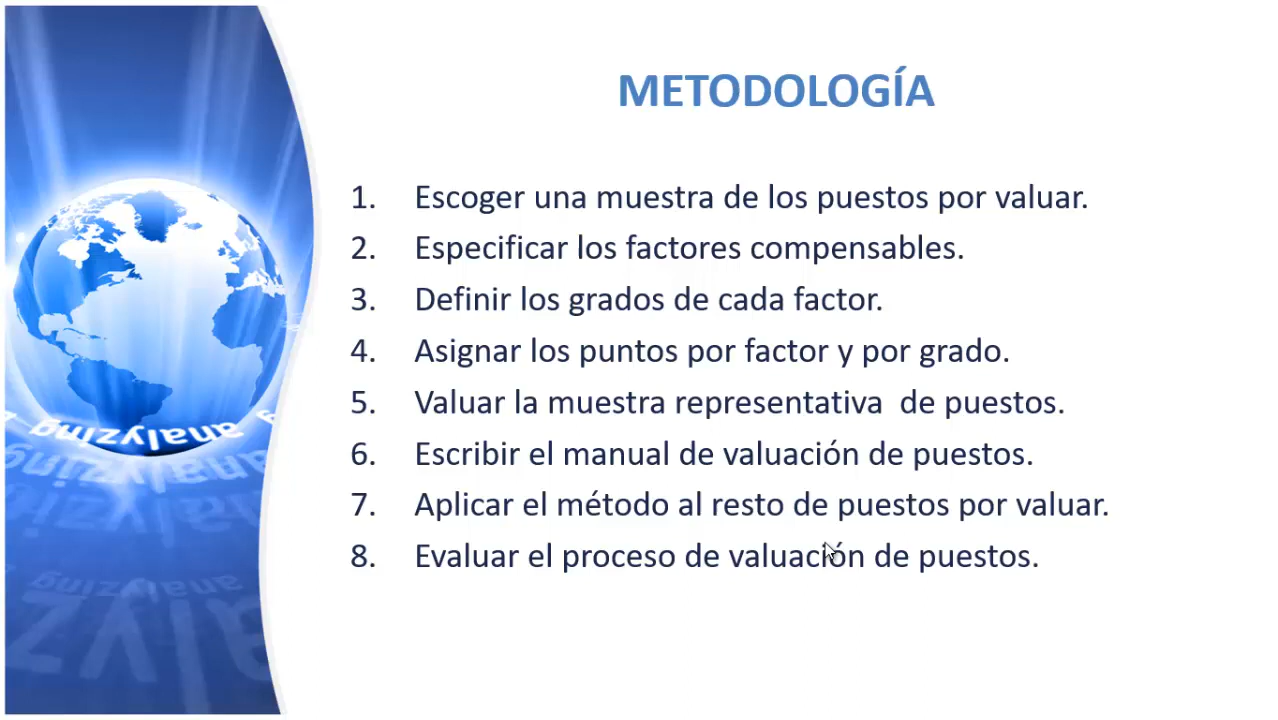 METODOLOGÍA
1. Escoger una muestra de los puestos por valuar.
2. Especificar los factores compensables.
3. Definir los grados de cada factor.
4. Asignar los puntos por factor y por grado.
5. Valuar la muestra representativa  de puestos.
6. Escribir el manual de valuación de puestos.
7. Aplicar el método al resto de puestos por valuar.
8. Evaluar el proceso de valuación de puestos.
analyzing
analyzing
analyzing